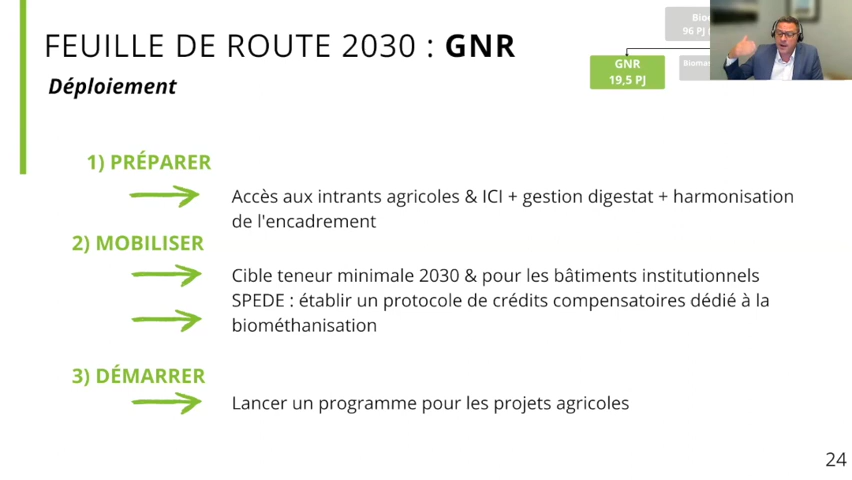 FEUILLE DE ROUTE 2030 : GNR
Déploiement
96 PJ
GNR
19,5 PJ
1) PRÉPARER
Accès aux intrants agricoles & ICI + gestion digestat + harmonisation
de l'encadrement
2) MOBILISER
Cible teneur minimale 2030 & pour les bâtiments institutionnels
SPEDE : établir un protocole de crédits compensatoires dédié à la
biométhanisation
3) DÉMARRER
Lancer un programme pour les projets agricoles
24